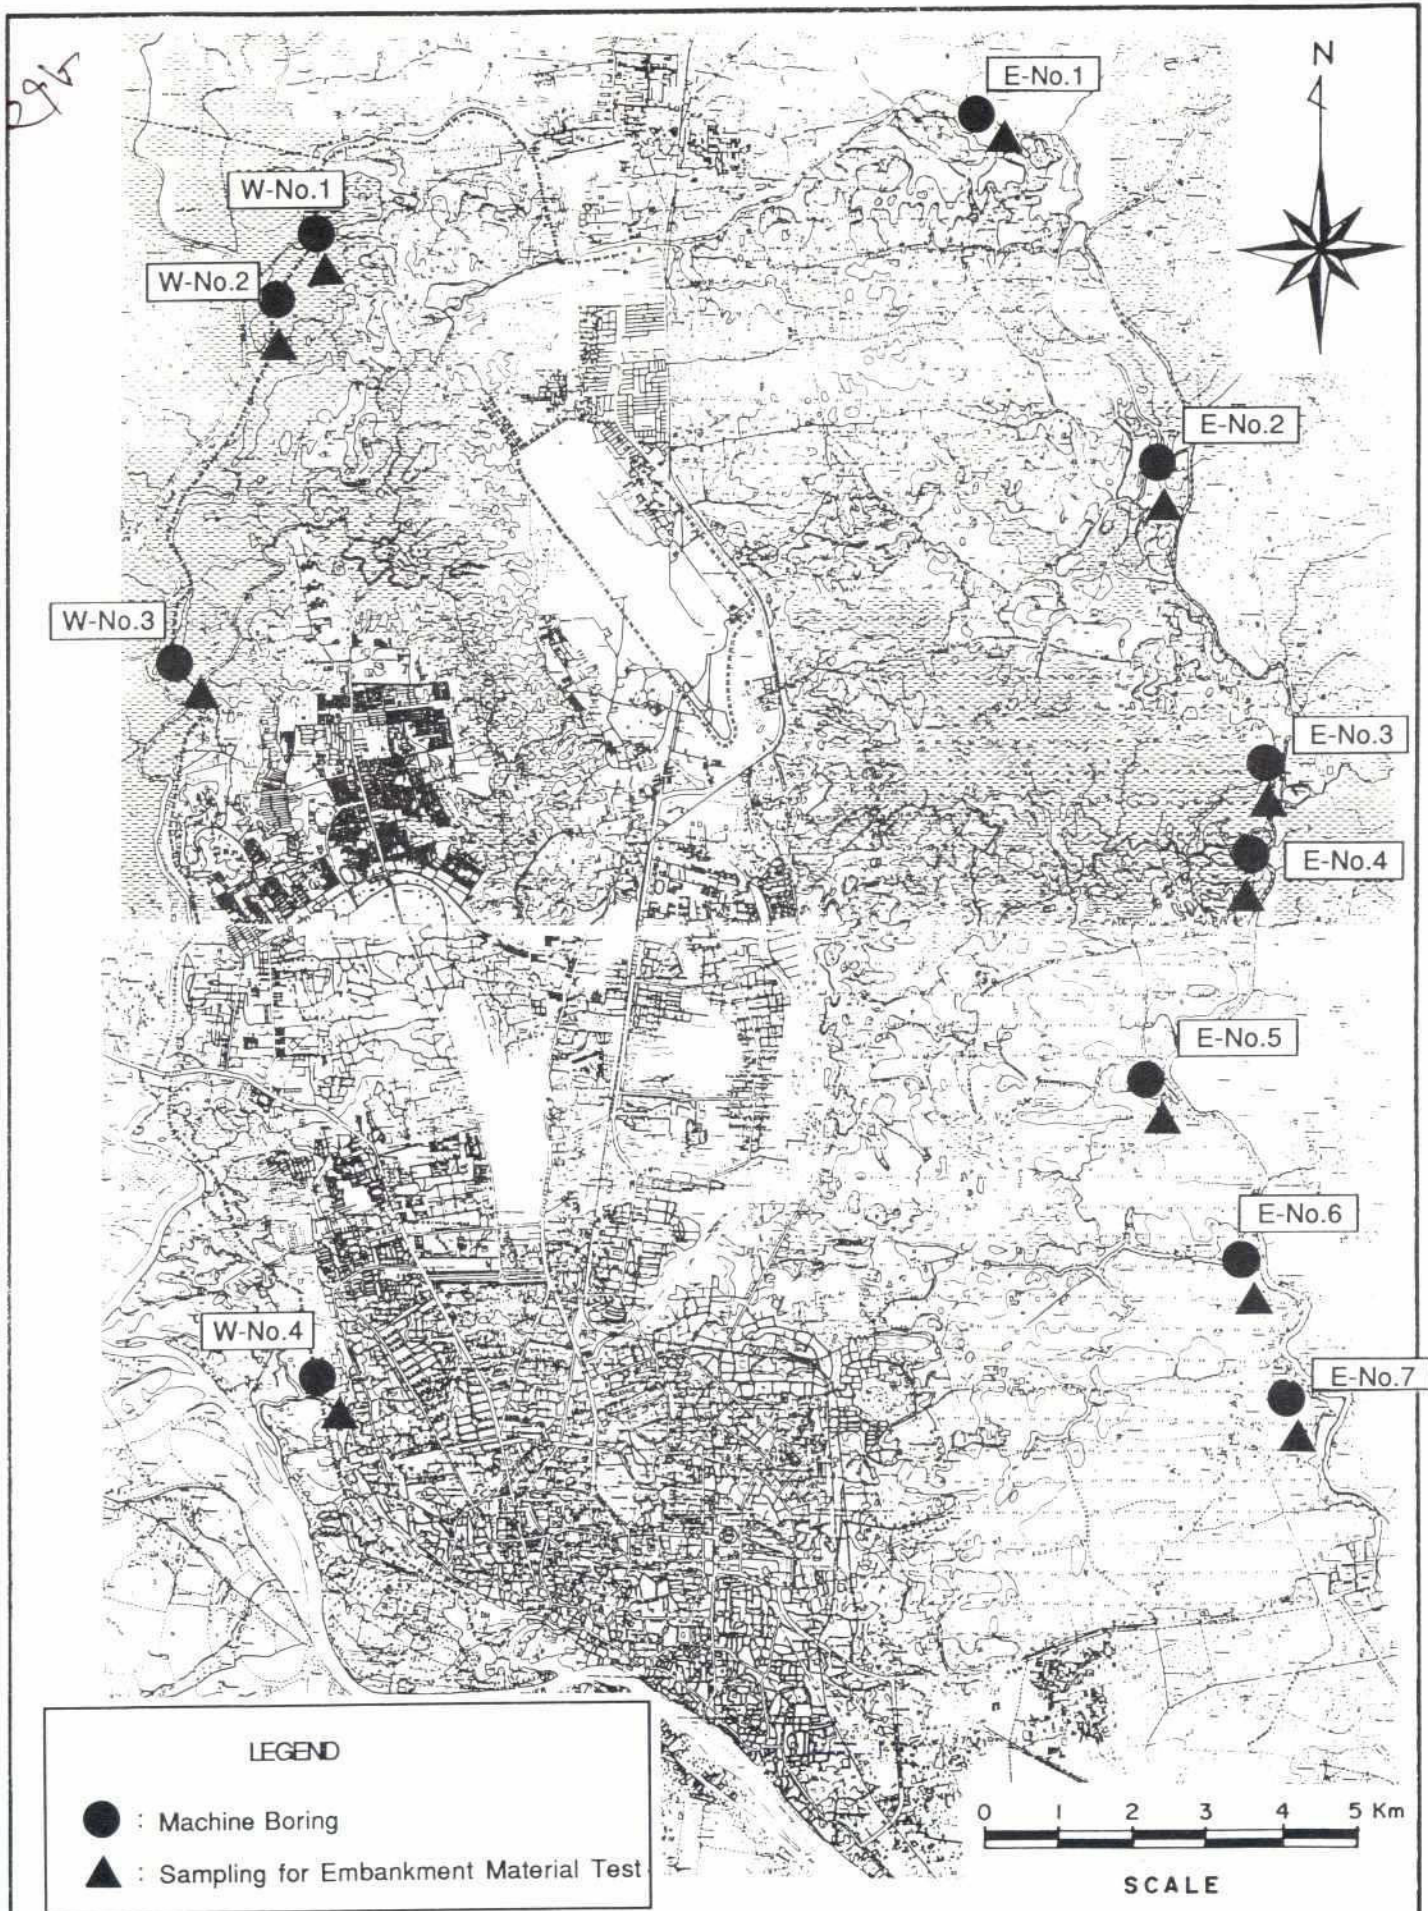 N
E-No.1
W-No.1
W-No.2
E-No.2
W-No.3
E-No.3
E-No.4
E-No.5
E-No.6
W-No.4
E-No.7
LEGEND
: Machine Boring
: Sampling for Embankment Material Test
0 1 2 3 4 5 Km
SCALE